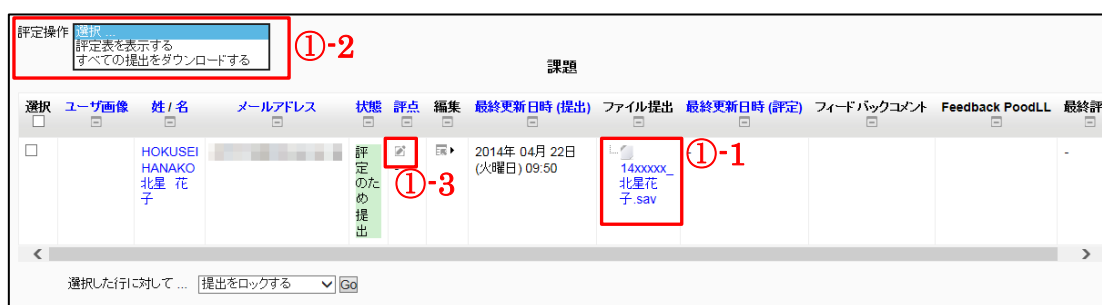 評定操作 選択 ...
評定表を表示する
すべての提出をダウンロードする
①-2
課題
選択 ユーザ画像 姓 / 名 メールアドレス 状態 評点 編集 最終更新日時 (提出) ファイル提出 最終更新日時 (評定) フィードバックコメント Feedback PoodLL 最終評
HOKUSEI
HANAKO
北星 花
子
評
定
のた
め
提
出
-
①-3
2014年 04月 22日
(火曜日) 09:50
14xxxxx_
北星花
子.sav
①-1
-
-
選択した行に対して ... 提出をロックする Go